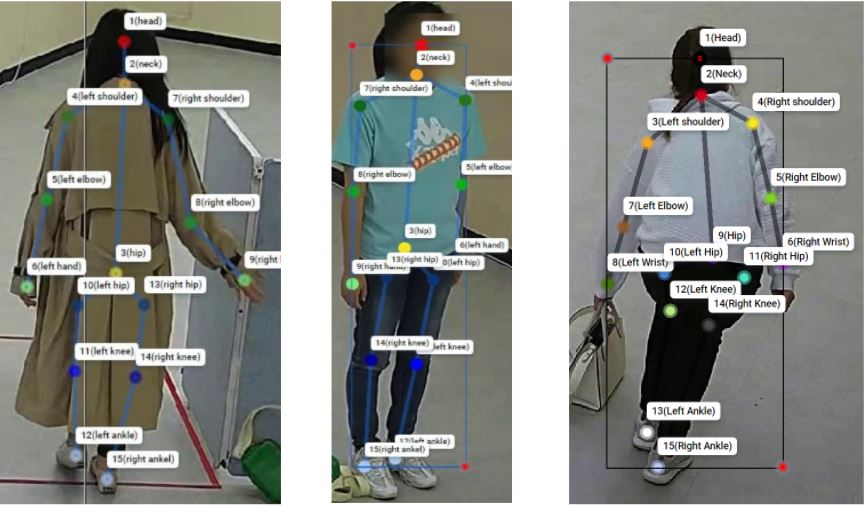 1(head)
2(neck)
4(left shoulder)
7(right shoulder)
5(left elbow)
8(right elbow)
3(hip)
6(left hand)
9(right
10(left hip)
13(right hip)
11(left knee)
14(right knee)
12(left ankle)
15(right ankel)
1(head)
2(neck)
7(right shoulder)
4(left shou
Kappa
8(right elbow)
5(left elbow)
3(hip)
6(left hand)
9(right hand)
13(right hip)
0(left hip)
14(right knee)
left knee)
12(left ankle)
15(right ankel)
1(Head)
2(Neck)
4(Right shoulder)
3(Left shoulder)
5(Right Elbow)
7(Left Elbow)
9(Hip)
6(Right Wrist)
10(Left Hip)
11(Right Hip)
8(Left Wrist)
12(Left Knee)
14(Right Knee)
13(Left Ankle)
15(Right Ankle)